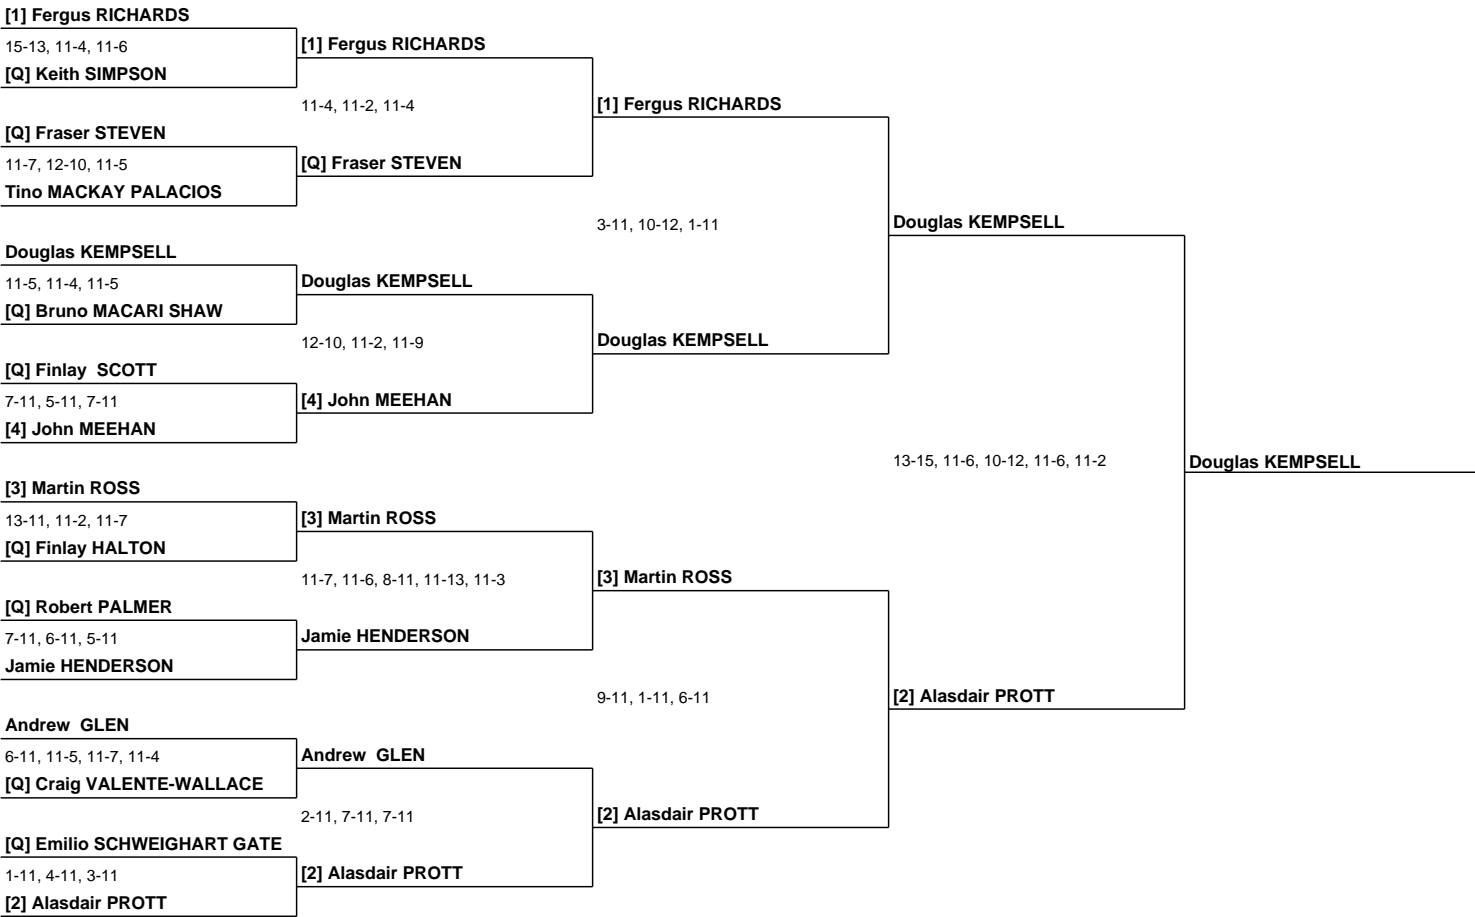 [1] Fergus RICHARDS
15-13, 11-4, 11-6
[Q] Keith SIMPSON
[Q] Fraser STEVEN
11-7, 12-10, 11-5
Tino MACKAY PALACIOS
Douglas KEMPSELL
11-5, 11-4, 11-5
[Q] Bruno MACARI SHAW
[Q] Finlay  SCOTT
7-11, 5-11, 7-11
[4] John MEEHAN
[3] Martin ROSS
13-11, 11-2, 11-7
[Q] Finlay HALTON
[Q] Robert PALMER
7-11, 6-11, 5-11
Jamie HENDERSON
Andrew  GLEN
6-11, 11-5, 11-7, 11-4
[Q] Craig VALENTE-WALLACE
[Q] Emilio SCHWEIGHART GATE
1-11, 4-11, 3-11
[2] Alasdair PROTT
[1] Fergus RICHARDS
11-4, 11-2, 11-4
[Q] Fraser STEVEN
Douglas KEMPSELL
12-10, 11-2, 11-9
[4] John MEEHAN
[3] Martin ROSS
11-7, 11-6, 8-11, 11-13, 11-3
Jamie HENDERSON
Andrew  GLEN
2-11, 7-11, 7-11
[2] Alasdair PROTT
[1] Fergus RICHARDS
3-11, 10-12, 1-11
Douglas KEMPSELL
[3] Martin ROSS
9-11, 1-11, 6-11
[2] Alasdair PROTT
Douglas KEMPSELL
13-15, 11-6, 10-12, 11-6, 11-2
[2] Alasdair PROTT
Douglas KEMPSELL